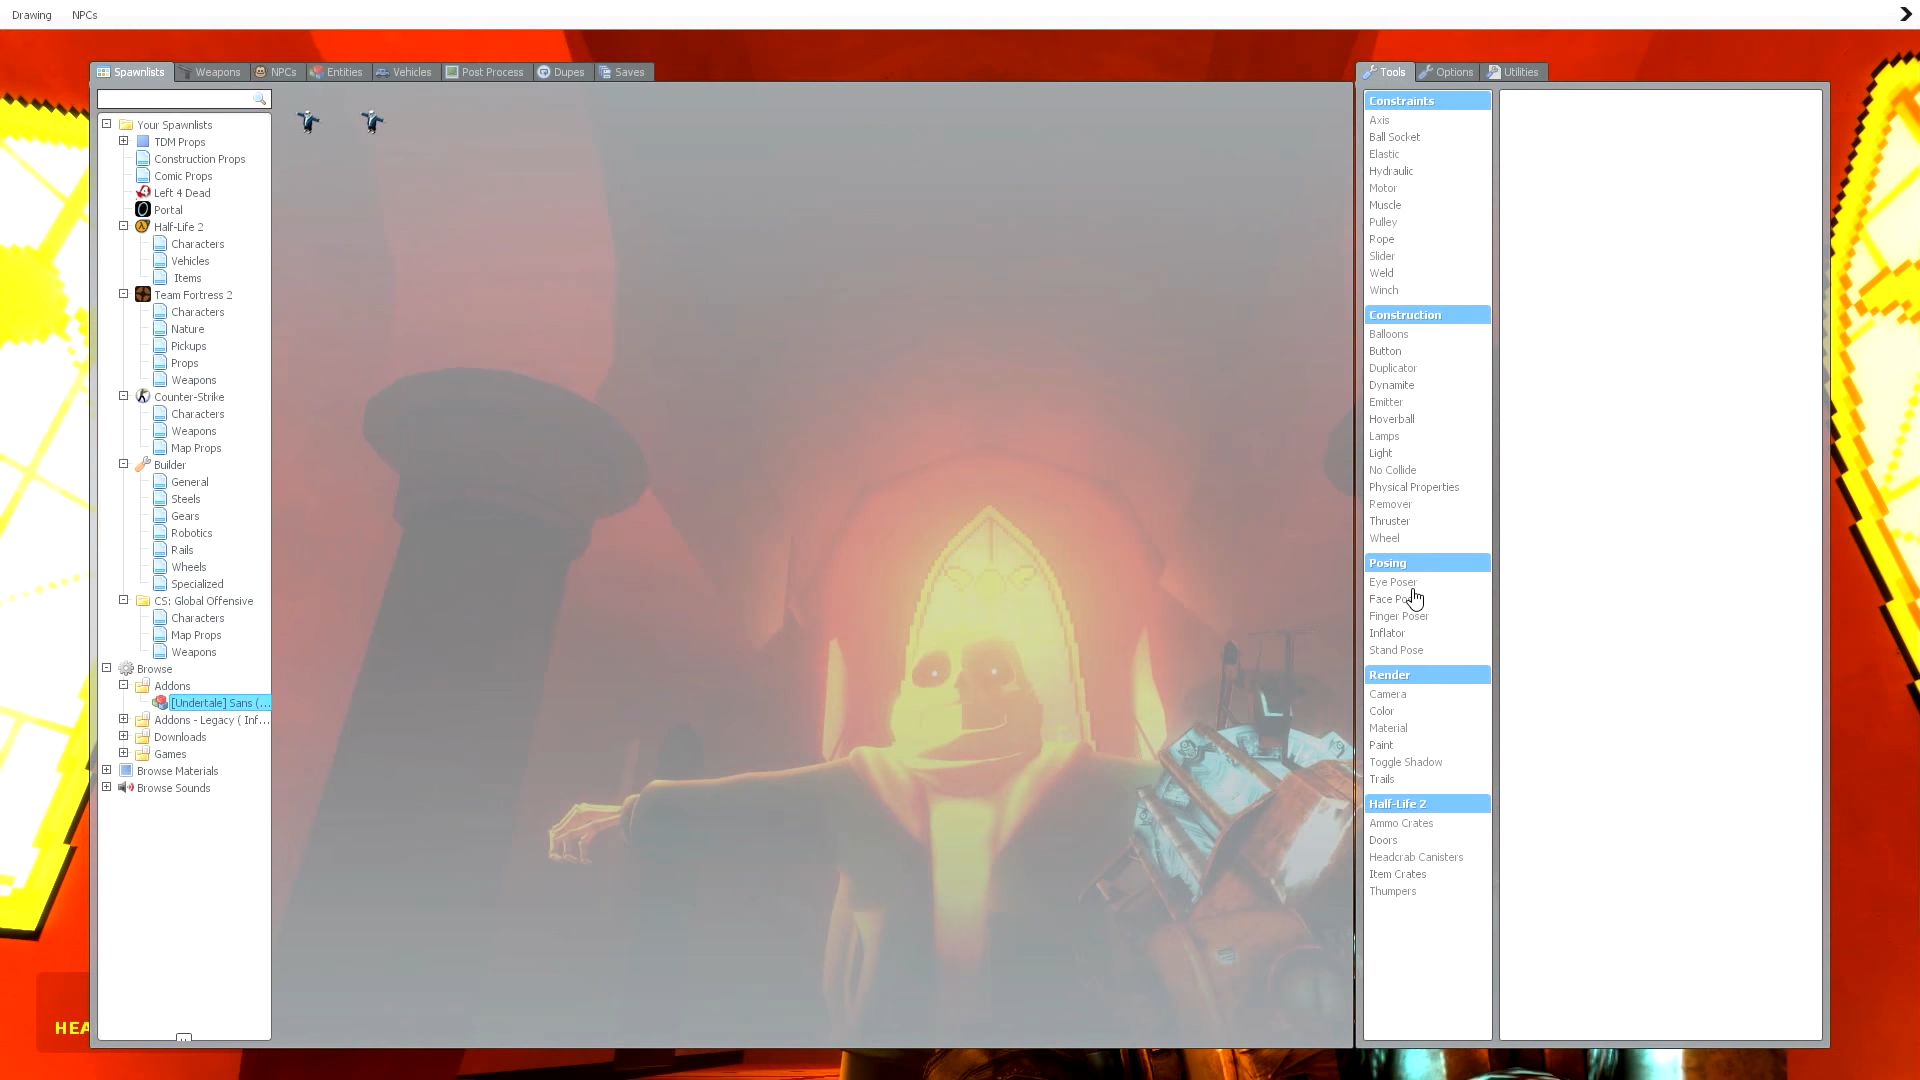 Drawing NPCs
Spawnlists Weapons NPCs Entities Vehicles Post Process Dupes Saves
Your Spawnlists
TDM Props
Construction Props
Comic Props
Left 4 Dead
Portal
Half-Life 2
Characters
Vehicles
Items
Team Fortress 2
Characters
Nature
Pickups
Props
Weapons
Counter-Strike
Characters
Weapons
Map Props
Builder
General
Steels
Gears
Robotics
Rails
Wheels
Specialized
CS: Global Offensive
Characters
Map Props
Weapons
Browse
Addons
[Undertale] Sans (...
Addons - Legacy ( Inf...
Downloads
Games
Browse Materials
Browse Sounds
HEA
Tools Options Utilities
Constraints
Axis
Ball Socket
Elastic
Hydraulic
Motor
Muscle
Pulley
Rope
Slider
Weld
Winch
Construction
Balloons
Button
Duplicator
Dynamite
Emitter
Hoverball
Lamps
Light
No Collide
Physical Properties
Remover
Thruster
Wheel
Posing
Eye Poser
Face Po
Finger Poser
Inflator
Stand Pose
Render
Camera
Color
Material
Paint
Toggle Shadow
Trails
Half-Life 2
Ammo Crates
Doors
Headcrab Canisters
Item Crates
Thumpers